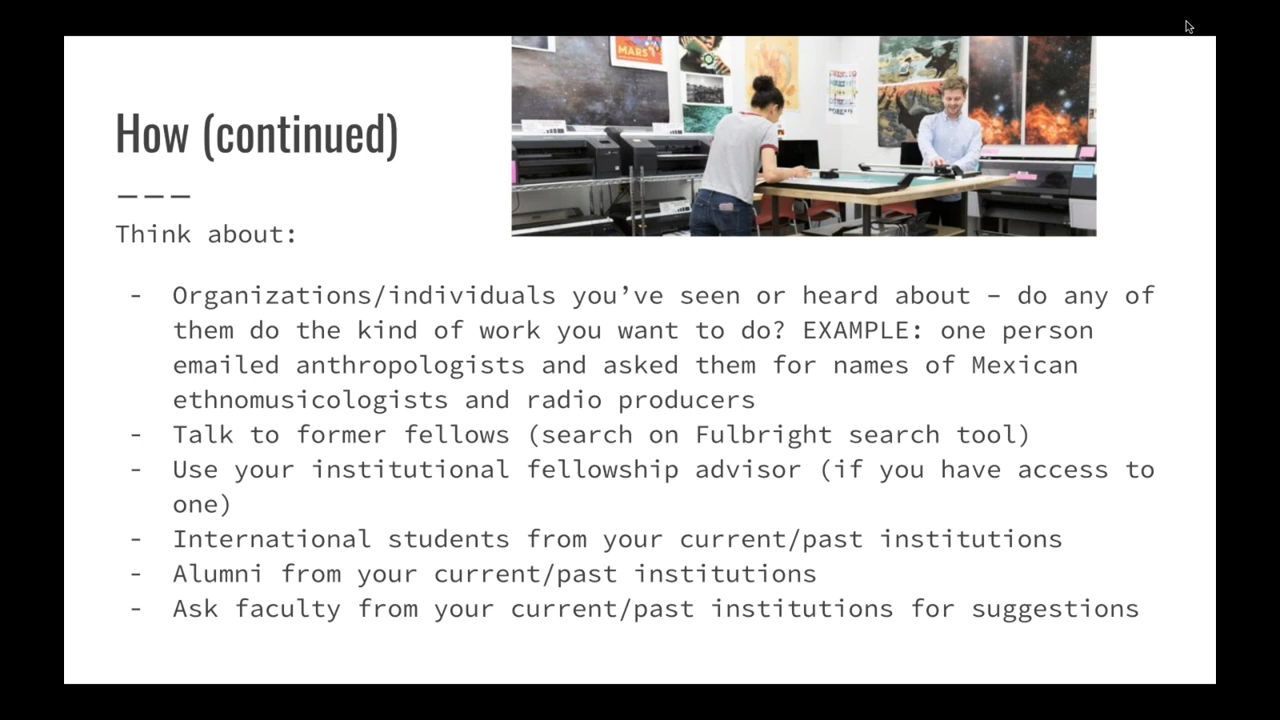 MARS
How (continued)
Think about:
- Organizations/individuals you’ve seen or heard about – do any of
them do the kind of work you want to do? EXAMPLE: one person
emailed anthropologists and asked them for names of Mexican
ethnomusicologists and radio producers
- Talk to former fellows (search on Fulbright search tool)
- Use your institutional fellowship advisor (if you have access to
one)
- International students from your current/past institutions
- Alumni from your current/past institutions
- Ask faculty from your current/past institutions for suggestions